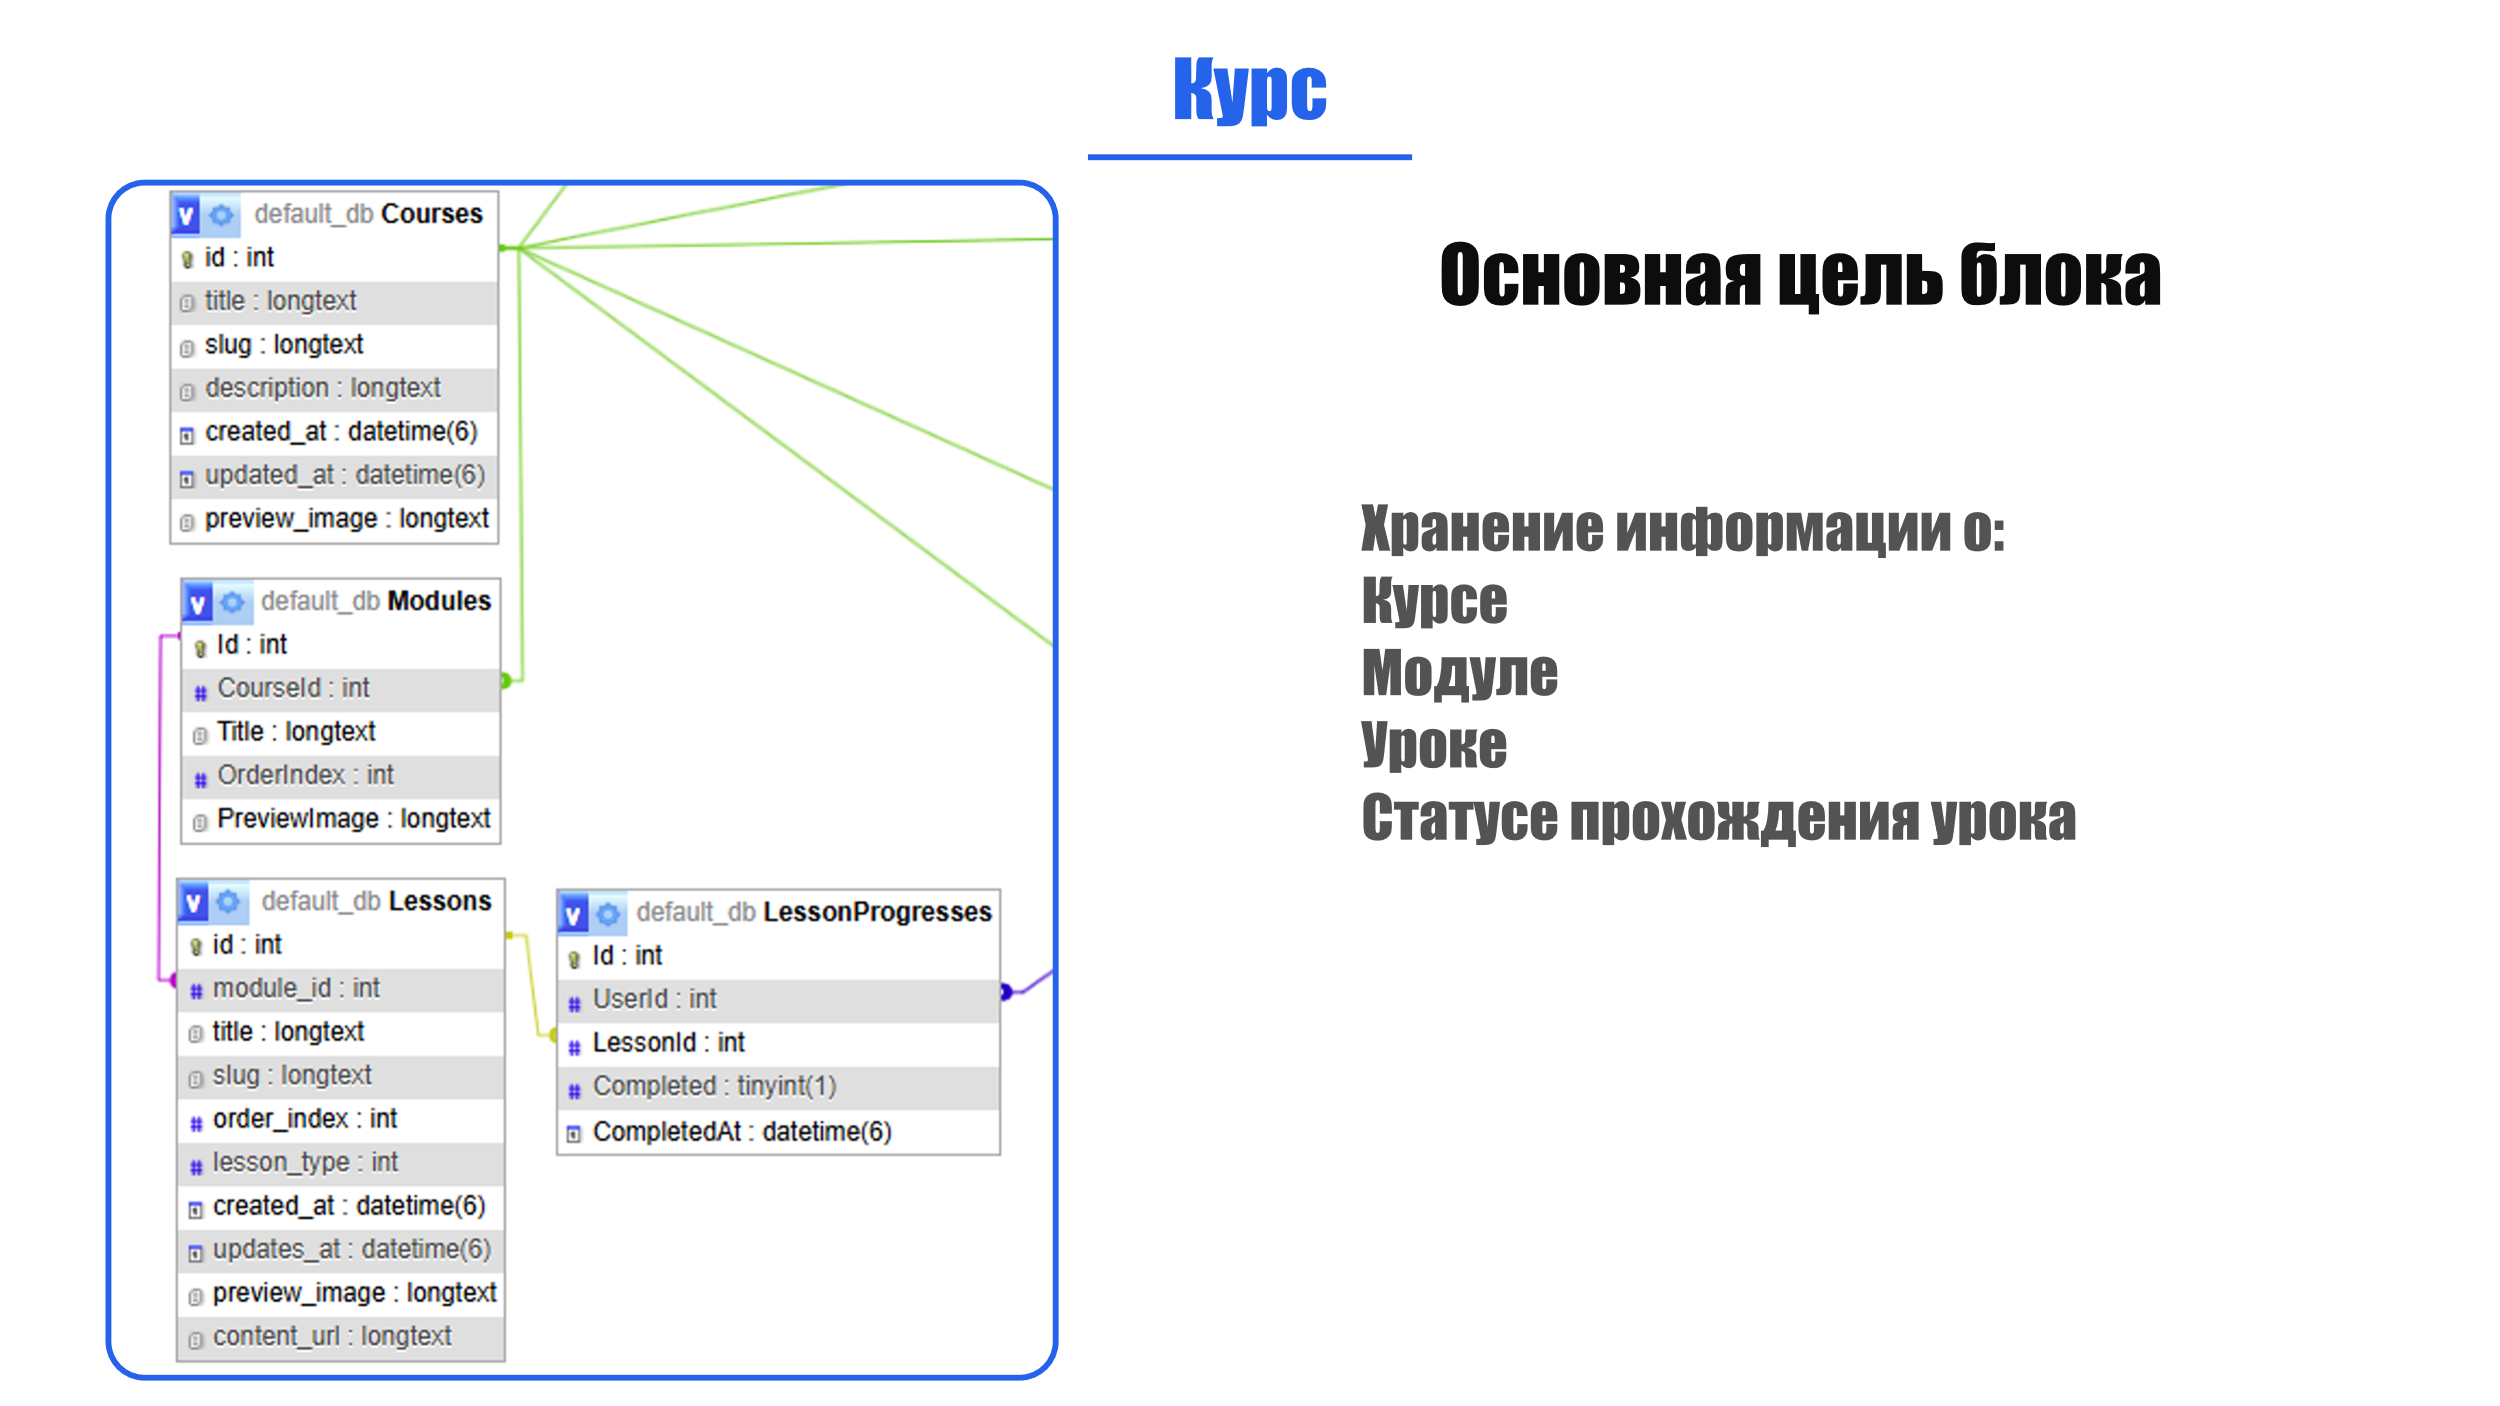 Курс
default_db Courses
id : int
title : longtext
slug : longtext
description : longtext
created_at : datetime(6)
updated_at : datetime(6)
preview_image : longtext
default_db Modules
Id : int
CourseId : int
Title : longtext
OrderIndex : int
PreviewImage : longtext
default_db Lessons
id : int
module_id : int
title : longtext
slug : longtext
order_index : int
lesson_type : int
created_at : datetime(6)
updates_at : datetime(6)
preview_image : longtext
content_url : longtext
default_db LessonProgresses
Id : int
UserId : int
LessonId : int
Completed : tinyint(1)
CompletedAt : datetime(6)
Основная цель блока
Хранение информации о:
Курсе
Модуле
Уроке
Статусе прохождения урока